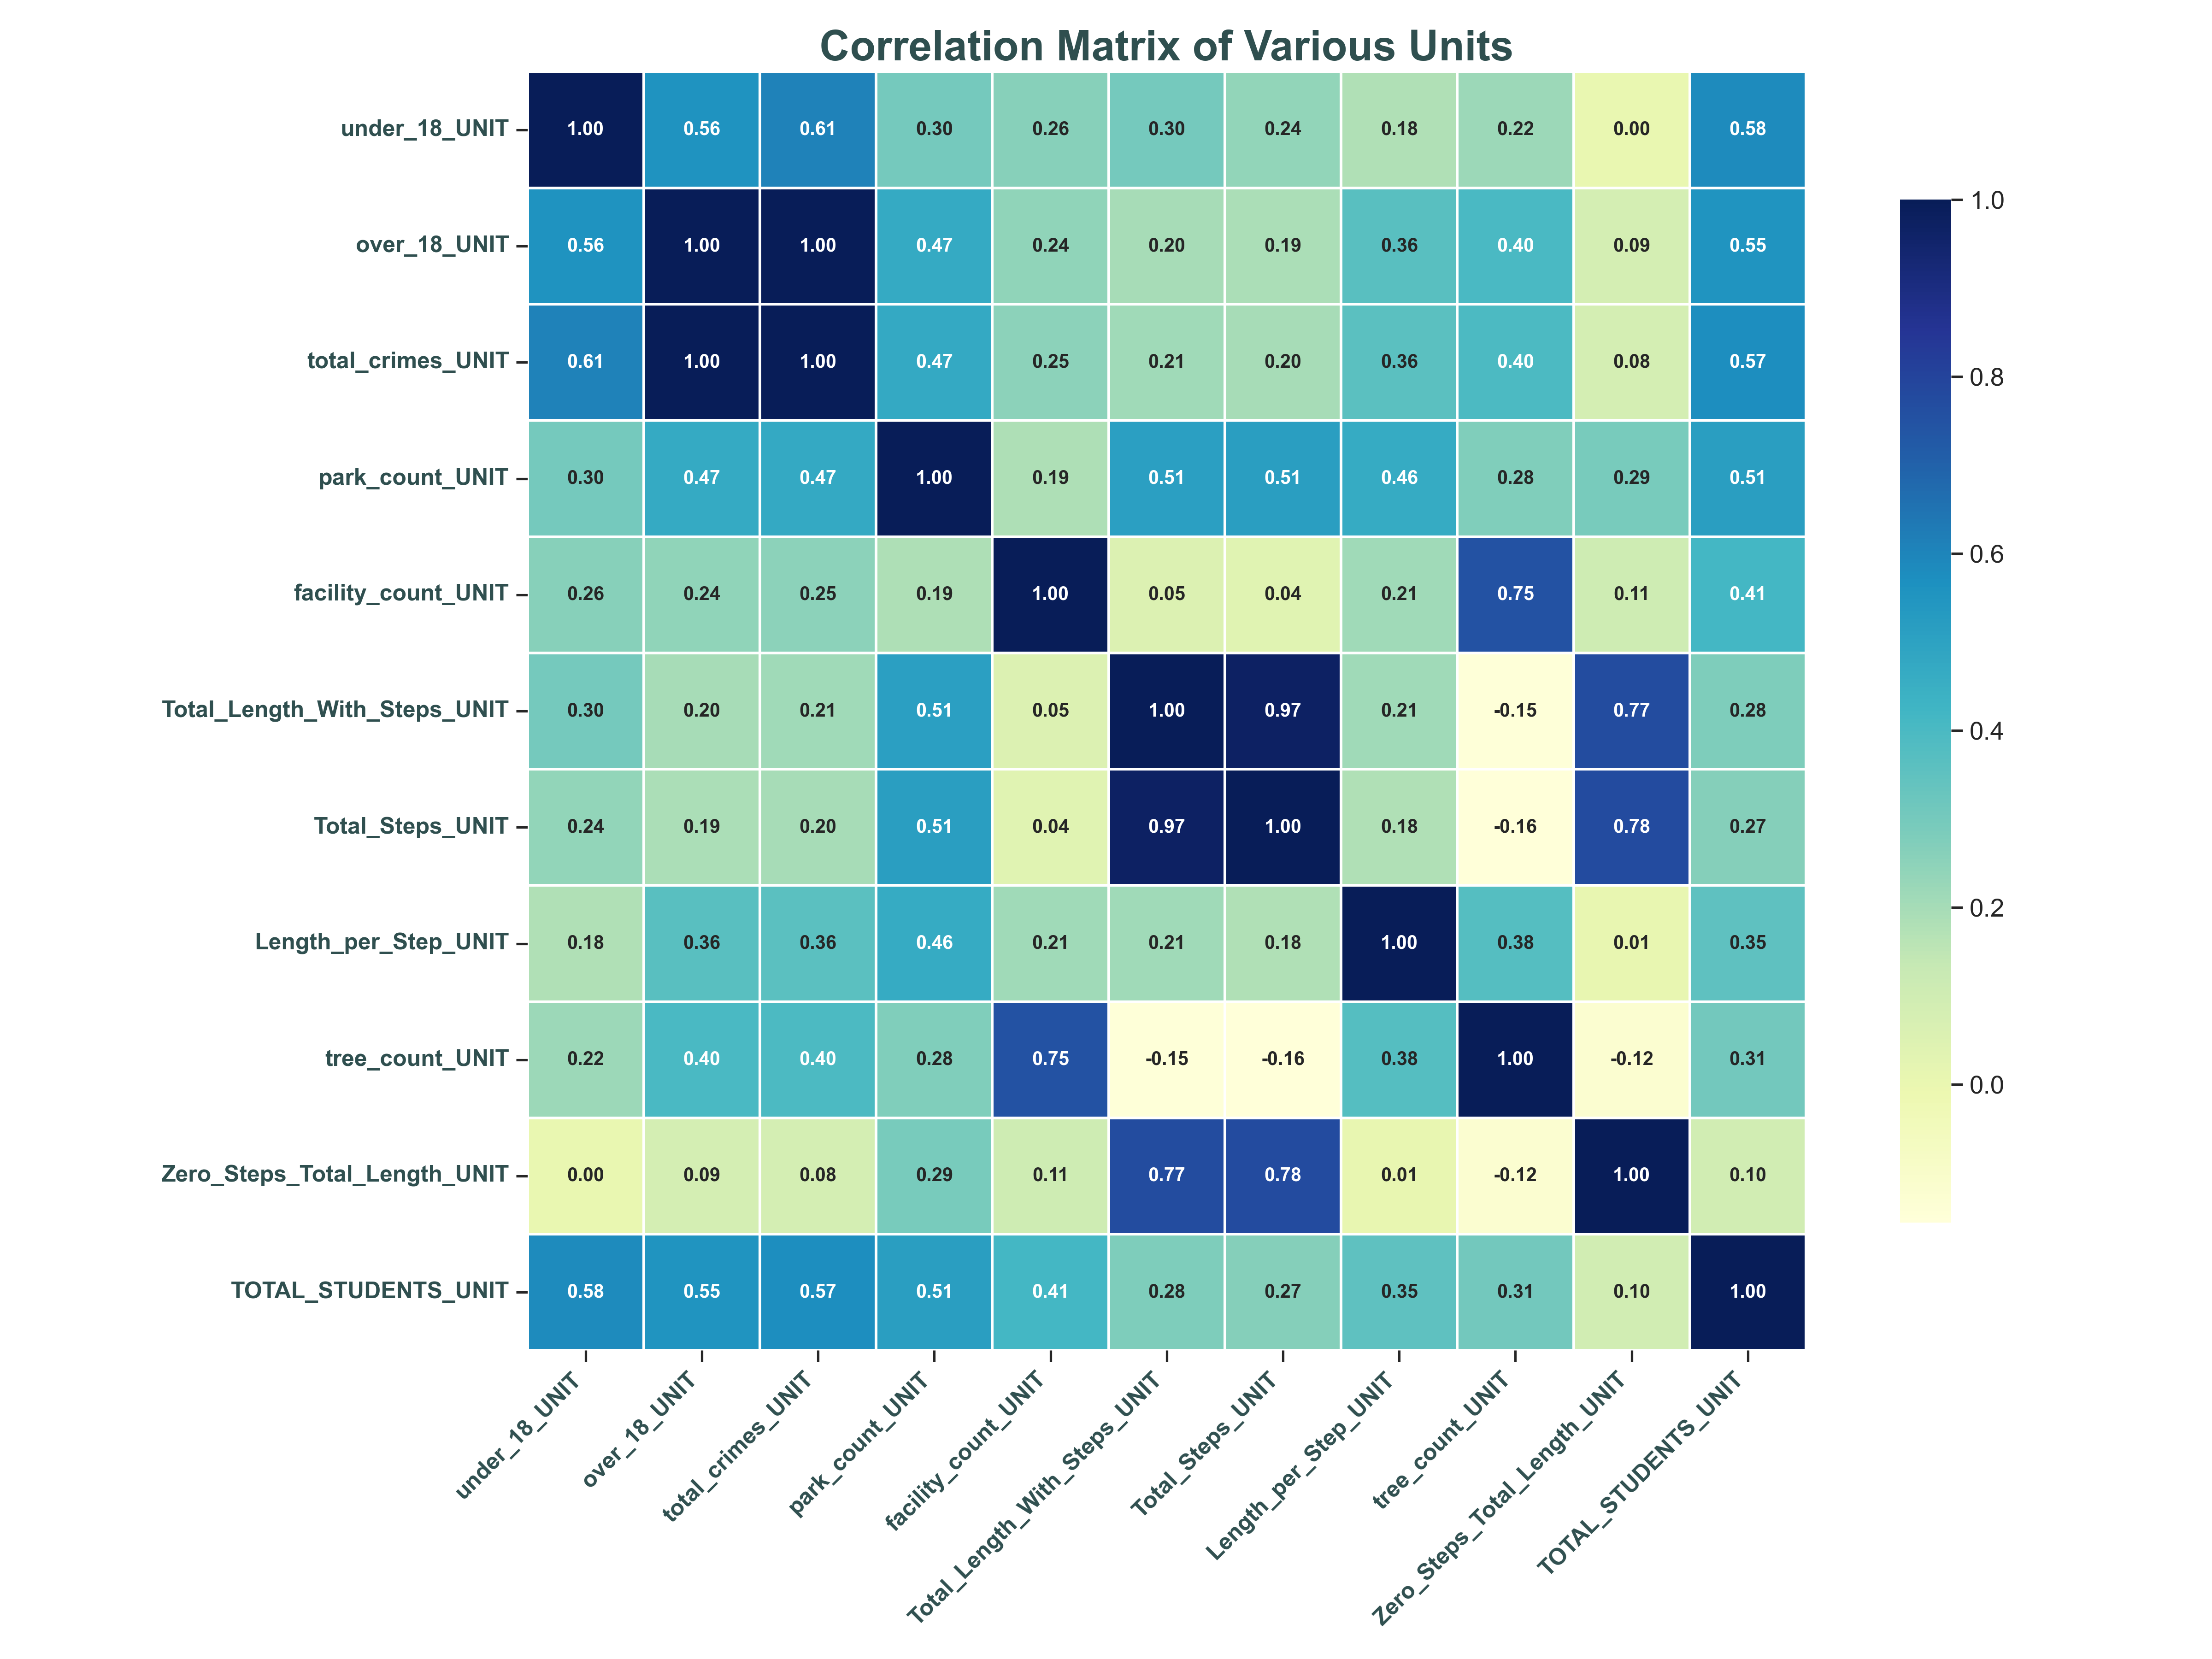 Correlation Matrix of Various Units
under_18_UNIT 1.00 0.56 0.61 0.30 0.26 0.30 0.24 0.18 0.22 0.00 0.58
over_18_UNIT 0.56 1.00 1.00 0.47 0.24 0.20 0.19 0.36 0.40 0.09 0.55
total_crimes_UNIT 0.61 1.00 1.00 0.47 0.25 0.21 0.20 0.36 0.40 0.08 0.57
park_count_UNIT 0.30 0.47 0.47 1.00 0.19 0.51 0.51 0.46 0.28 0.29 0.51
facility_count_UNIT 0.26 0.24 0.25 0.19 1.00 0.05 0.04 0.21 0.75 0.11 0.41
Total_Length_With_Steps_UNIT 0.30 0.20 0.21 0.51 0.05 1.00 0.97 0.21 -0.15 0.77 0.28
Total_Steps_UNIT 0.24 0.19 0.20 0.51 0.04 0.97 1.00 0.18 -0.16 0.78 0.27
Length_per_Step_UNIT 0.18 0.36 0.36 0.46 0.21 0.21 0.18 1.00 0.38 0.01 0.35
tree_count_UNIT 0.22 0.40 0.40 0.28 0.75 -0.15 -0.16 0.38 1.00 -0.12 0.31
Zero_Steps_Total_Length_UNIT 0.00 0.09 0.08 0.29 0.11 0.77 0.78 0.01 -0.12 1.00 0.10
TOTAL_STUDENTS_UNIT 0.58 0.55 0.57 0.51 0.41 0.28 0.27 0.35 0.31 0.10 1.00
under_18_UNIT
over_18_UNIT
total_crimes_UNIT
park_count_UNIT
facility_count_UNIT
Total_Length_With_Steps_UNIT
Total_Steps_UNIT
Length_per_Step_UNIT
tree_count_UNIT
Zero_Steps_Total_Length_UNIT
TOTAL_STUDENTS_UNIT
1.0
0.8
0.6
0.4
0.2
0.0